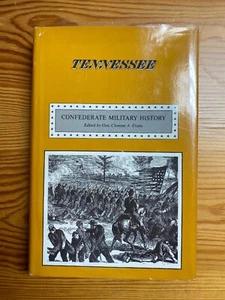 TENNESSEE
CONFEDERATE MILITARY HISTORY
Edited by Gen. Clement A. Evans